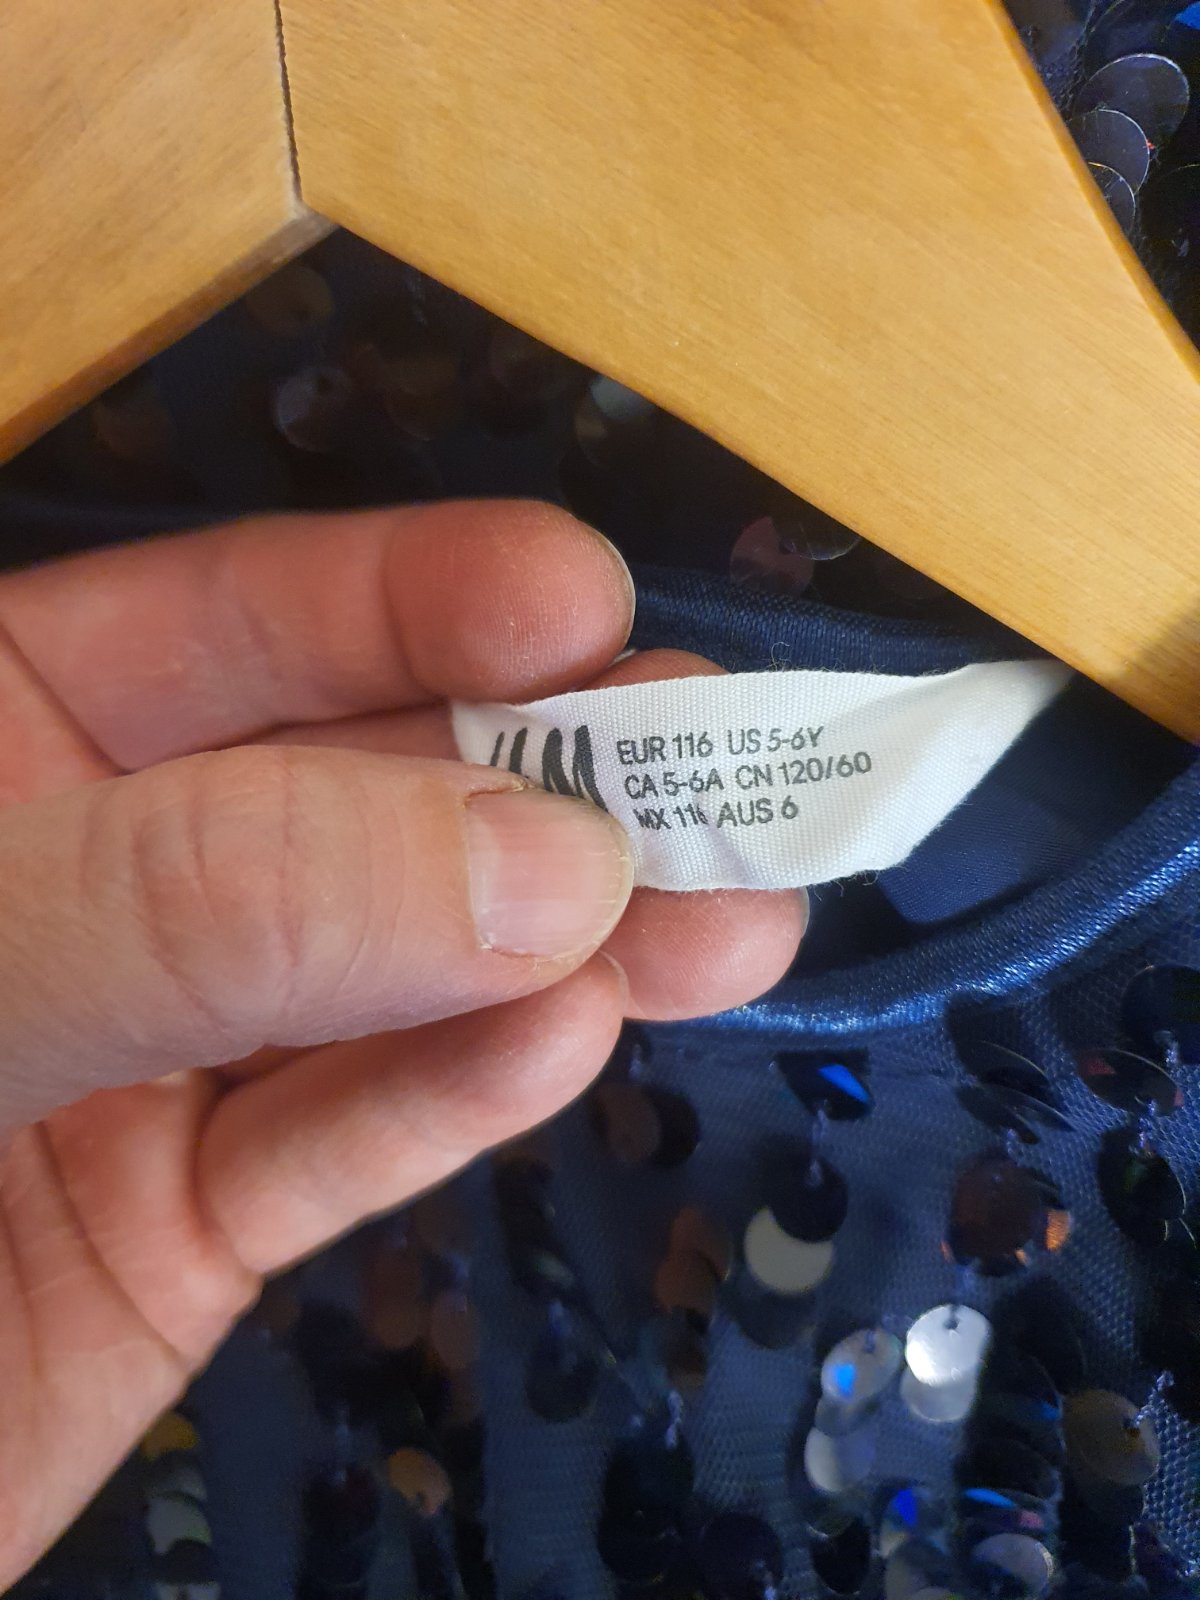 H&M
EUR 116 US 5-6Y
CA 5-6A CN 120/60
MX 116 AUS 6